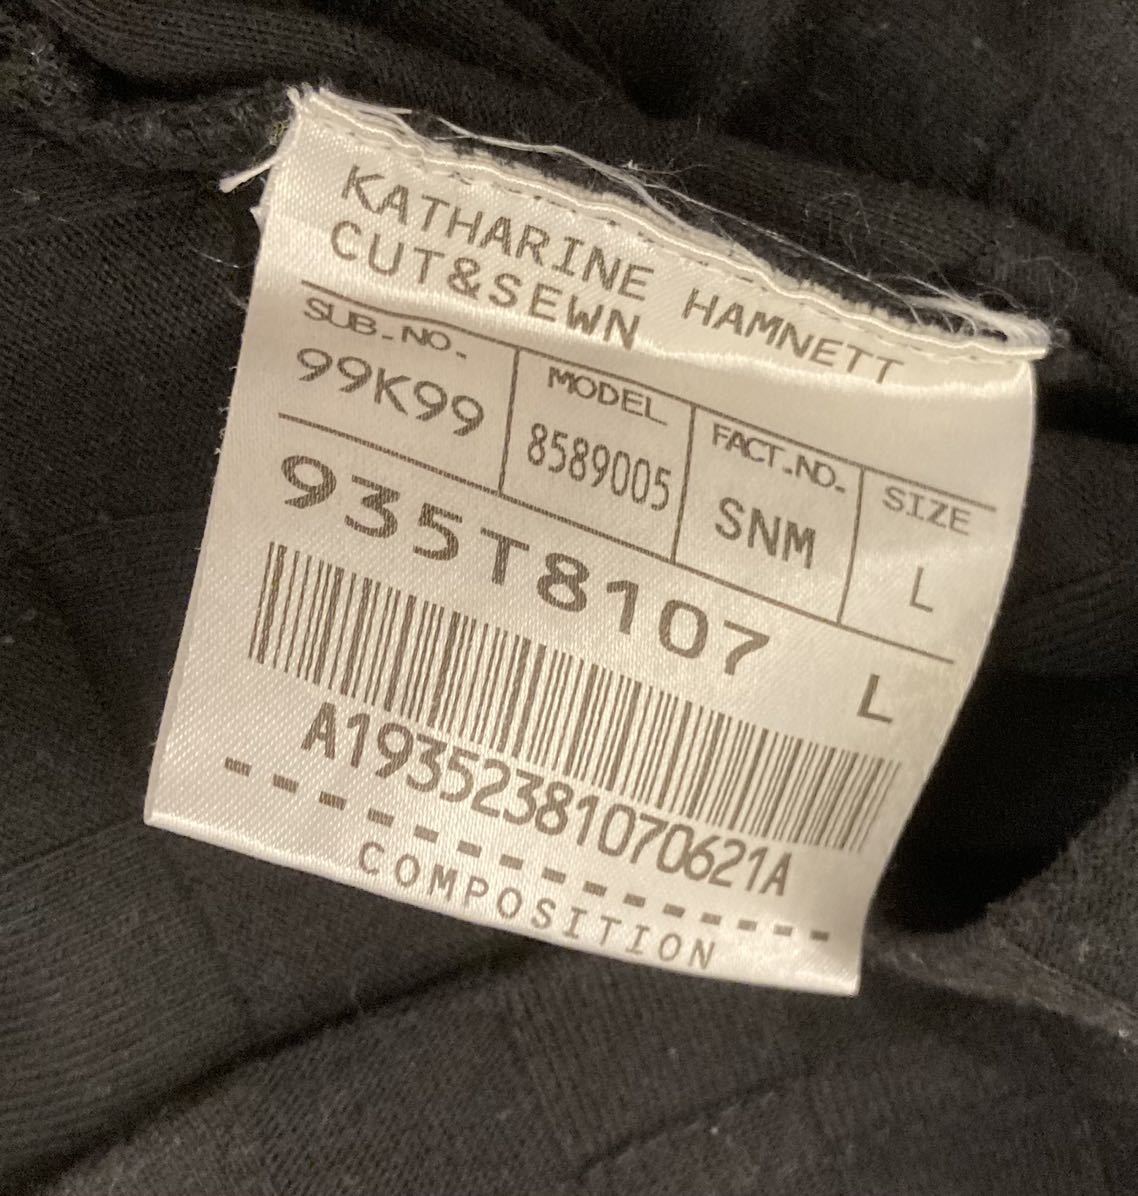 KATHARINE HAMNETT
CUT&SEWN
SUB.NO. MODEL FACT.NO. SIZE
99K99 8589005 SNM L
935T8107 L
A19352381070621A
COMPOSITION